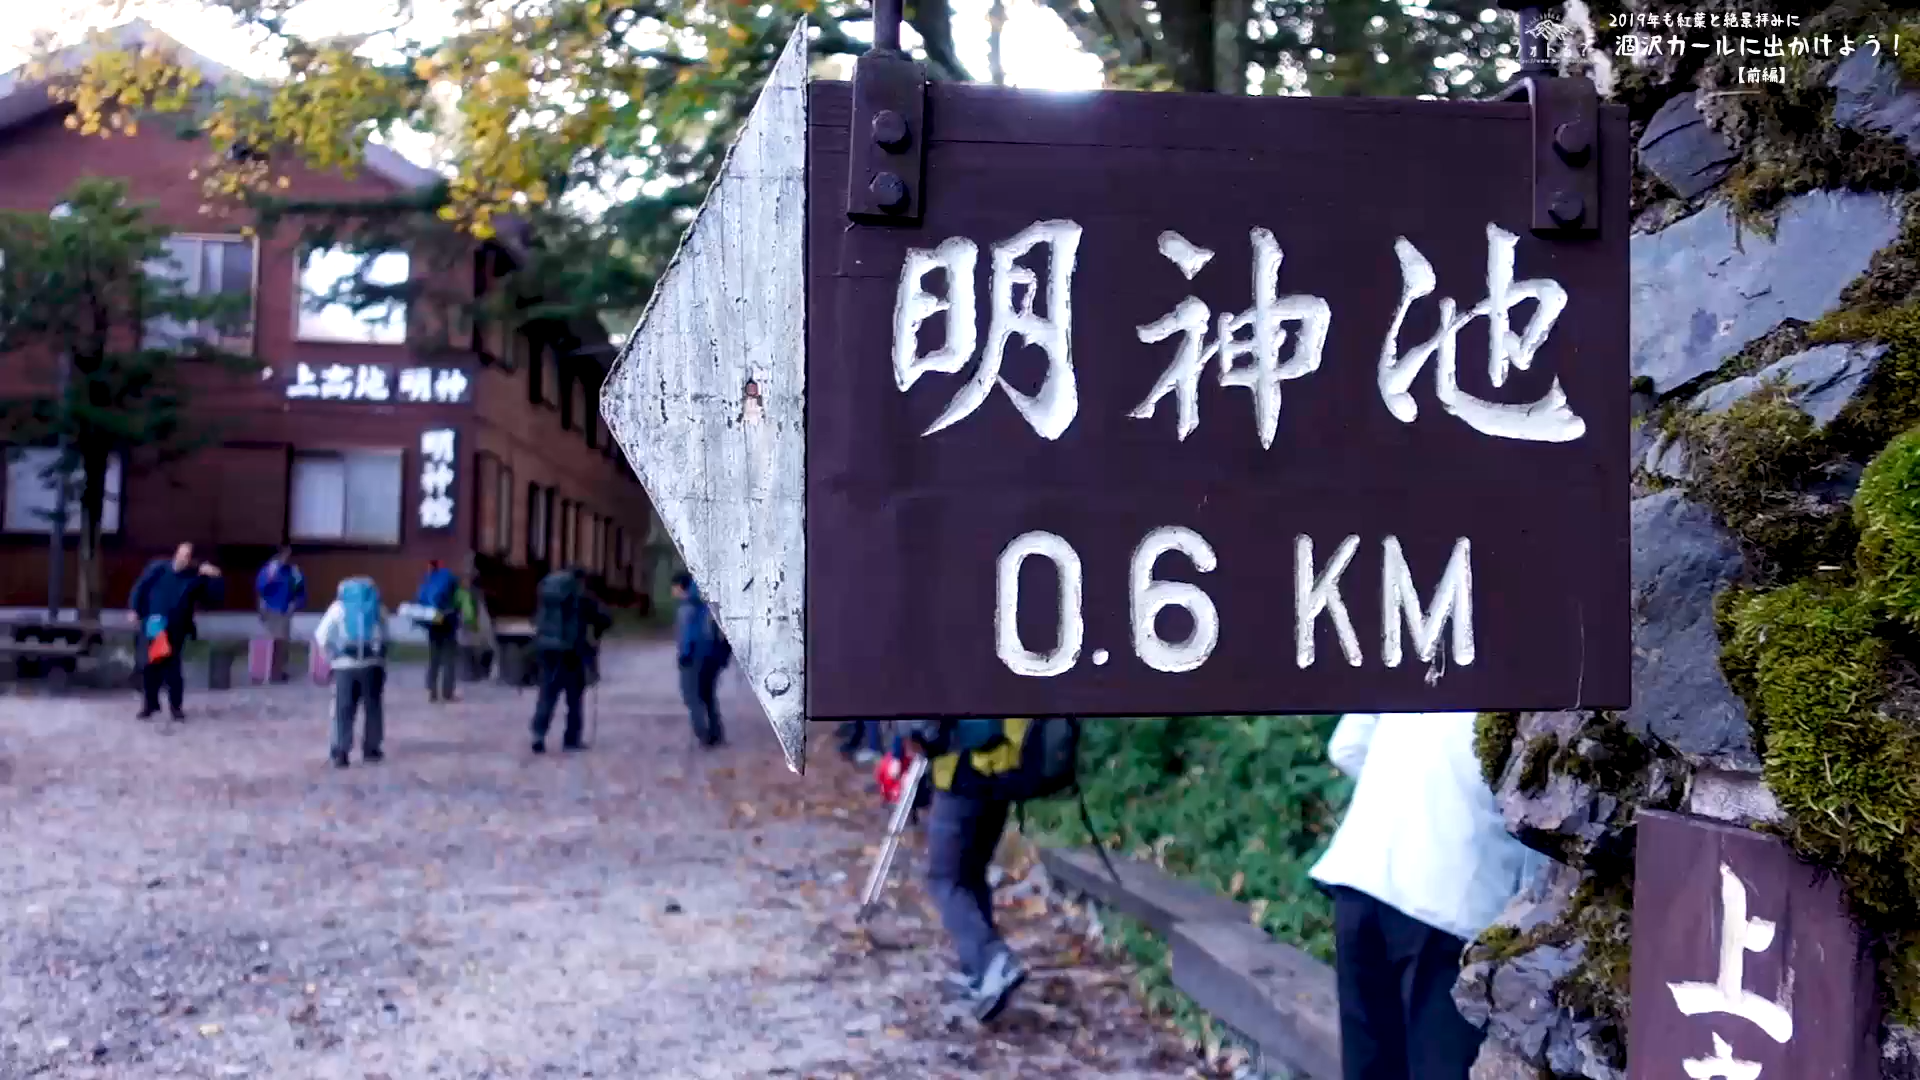 2019年も紅葉と絶景拝みに
涸沢カールに出かけよう！
【前編】
明神池
0.6 KM
上高地 明神
明神館
上